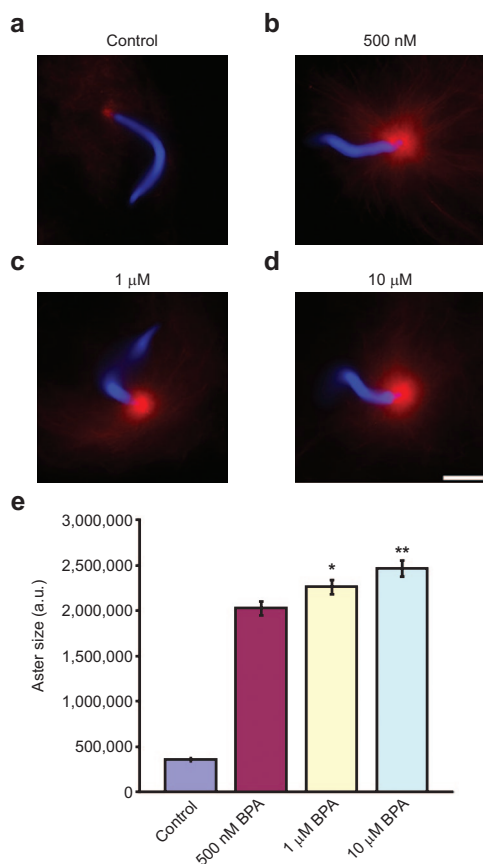 a
Control
b
500 nM
c
1 μM
d
10 μM
e
3,000,000
2,500,000
2,000,000
1,500,000
1,000,000
500,000
0
Aster size (a.u.)
*
**
Control
500 nM BPA
1 μM BPA
10 μM BPA